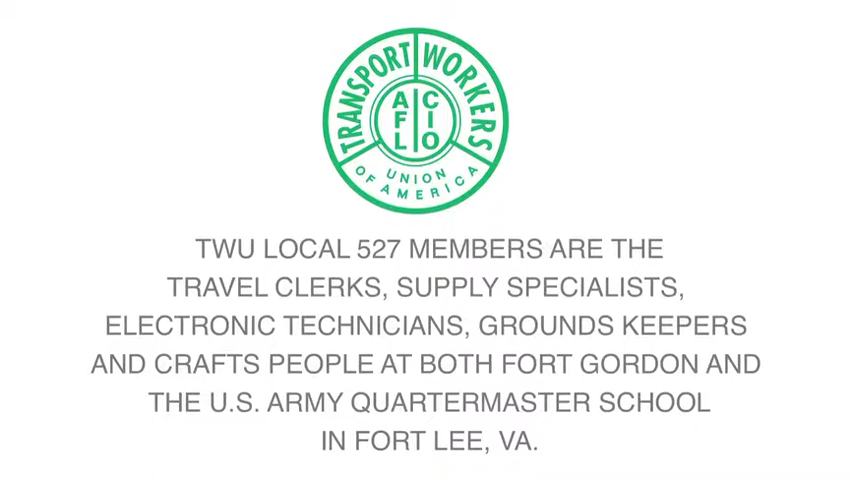 TRANSPORT WORKERS
AFL CIO
UNION
OF AMERICA
TWU LOCAL 527 MEMBERS ARE THE
TRAVEL CLERKS, SUPPLY SPECIALISTS,
ELECTRONIC TECHNICIANS, GROUNDS KEEPERS
AND CRAFTS PEOPLE AT BOTH FORT GORDON AND
THE U.S. ARMY QUARTERMASTER SCHOOL
IN FORT LEE, VA.